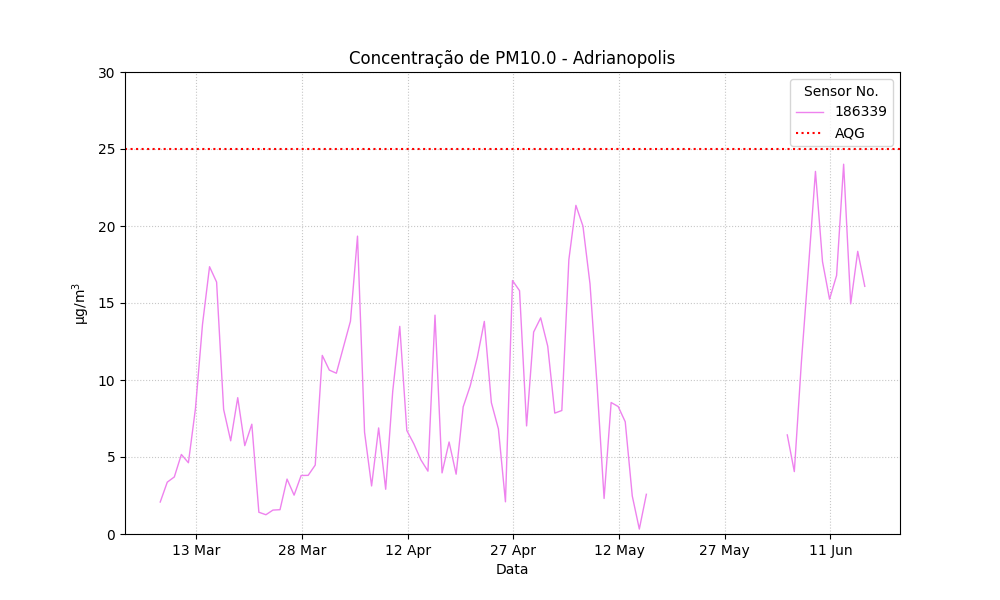 Concentração de PM10.0 - Adrianopolis
Sensor No.
186339
AQG
30
25
20
15
10
5
0
µg/m³
13 Mar
28 Mar
12 Apr
27 Apr
12 May
27 May
11 Jun
Data